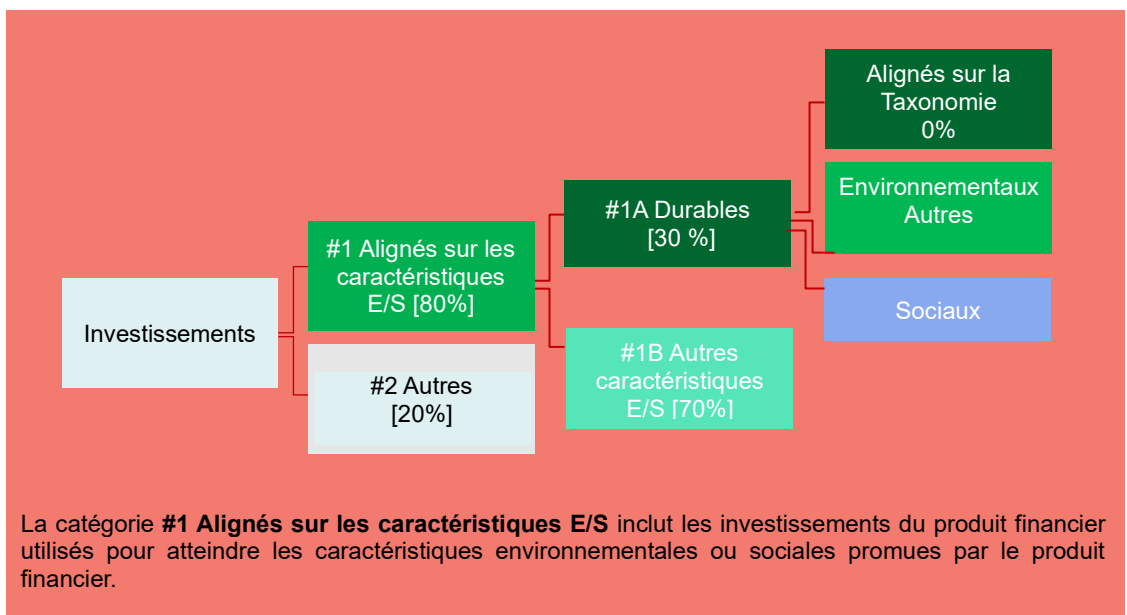 Investissements
#1 Alignés sur les
caractéristiques
E/S [80%]
#2 Autres
[20%]
#1A Durables
[30 %]
#1B Autres
caractéristiques
E/S [70%]
Alignés sur la
Taxonomie
0%
Environnementaux
Autres
Sociaux
La catégorie #1 Alignés sur les caractéristiques E/S inclut les investissements du produit financier
utilisés pour atteindre les caractéristiques environnementales ou sociales promues par le produit
financier.